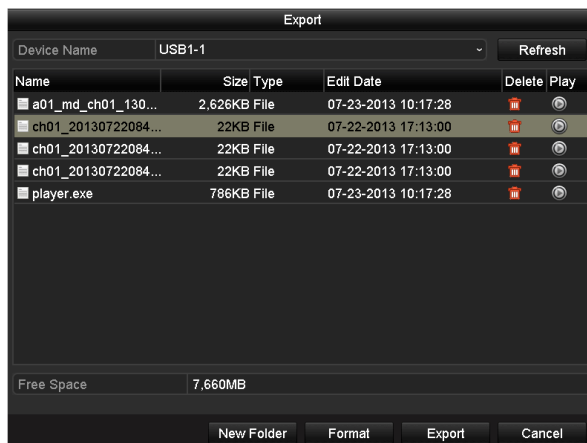 Export
Device Name USB1-1 Refresh
Name Size Type Edit Date Delete Play
a01_md_ch01_130... 2,626KB File 07-23-2013 10:17:28
ch01_20130722084... 22KB File 07-22-2013 17:13:00
ch01_20130722084... 22KB File 07-22-2013 17:13:00
ch01_20130722084... 22KB File 07-22-2013 17:13:00
player.exe 786KB File 07-23-2013 10:17:28
Free Space 7,660MB
New Folder Format Export Cancel